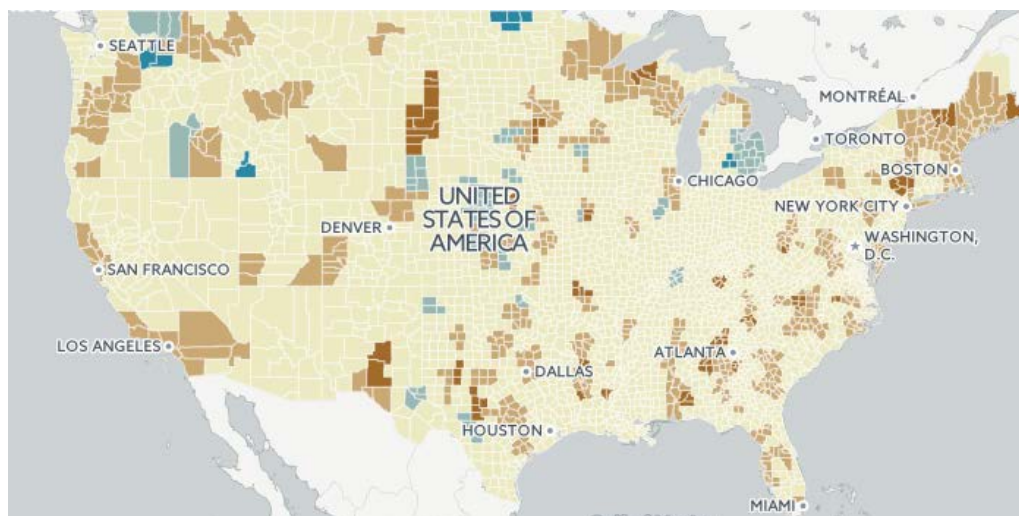 SEATTLE
MONTRÉAL
TORONTO
BOSTON
CHICAGO
UNITED
STATES OF
AMERICA
NEW YORK CITY
DENVER
WASHINGTON,
D.C.
SAN FRANCISCO
LOS ANGELES
ATLANTA
DALLAS
HOUSTON
MIAMI